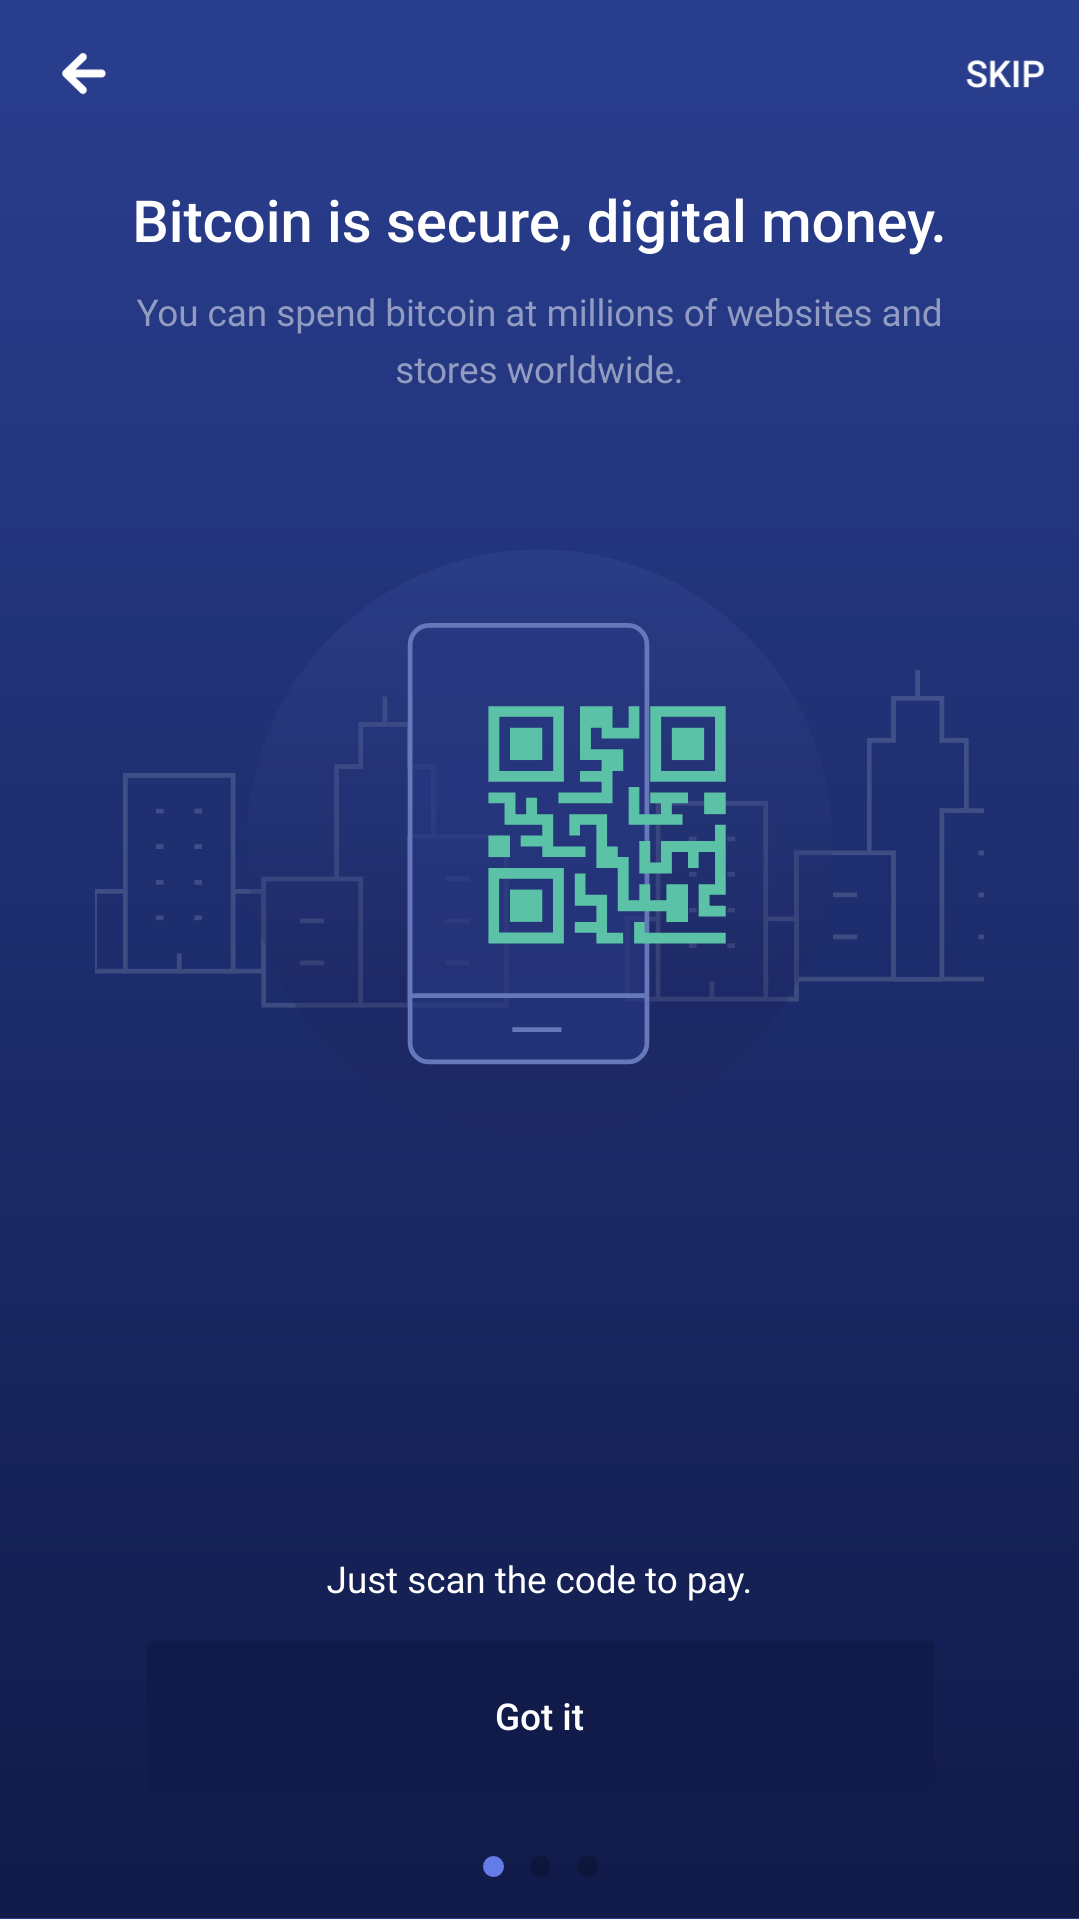 SKIP
Bitcoin is secure, digital money.
You can spend bitcoin at millions of websites and
stores worldwide.
Just scan the code to pay.
Got it